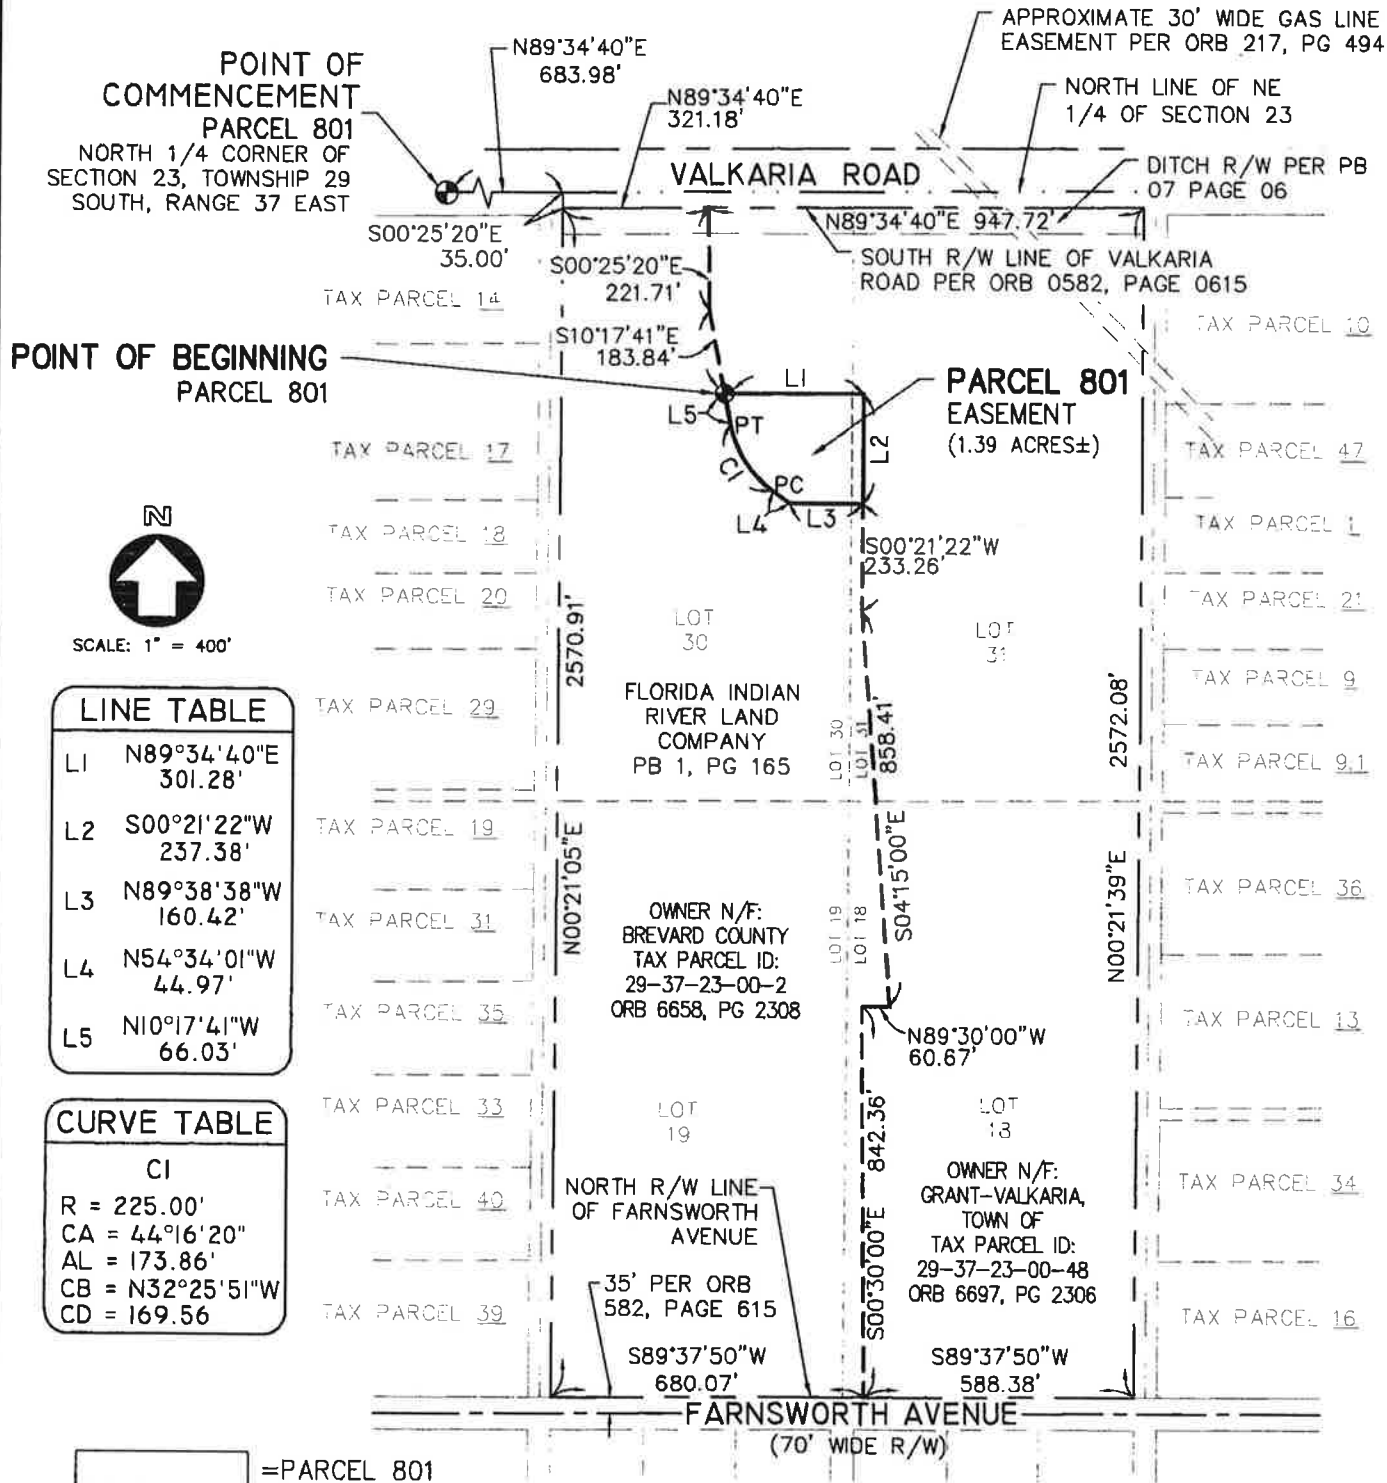 APPROXIMATE 30' WIDE GAS LINE
EASEMENT PER ORB 217, PG 494
N89°34'40"E
683.98'
POINT OF
COMMENCEMENT
PARCEL 801
NORTH 1/4 CORNER OF
SECTION 23, TOWNSHIP 29
SOUTH, RANGE 37 EAST
N89°34'40"E
321.18'
NORTH LINE OF NE
1/4 OF SECTION 23
VALKARIA ROAD
DITCH R/W PER PB
07 PAGE 06
S00°25'20"E
35.00'
N89°34'40"E 947.72'
S00°25'20"E
221.71'
SOUTH R/W LINE OF VALKARIA
ROAD PER ORB 0582, PAGE 0615
TAX PARCEL 14
TAX PARCEL 10
S10°17'41"E
183.84'
POINT OF BEGINNING
PARCEL 801
L1
L5
PT
C1
PC
L4
L3
L2
PARCEL 801
EASEMENT
(1.39 ACRES±)
TAX PARCEL 17
TAX PARCEL 47
N
SCALE: 1" = 400'
TAX PARCEL 18
TAX PARCEL 1
S00°21'22"W
233.26'
TAX PARCEL 20
TAX PARCEL 21
2570.91'
LOT
30
LOT
31
TAX PARCEL 29
TAX PARCEL 9
FLORIDA INDIAN
RIVER LAND
COMPANY
PB 1, PG 165
LOT 30
LOT 31
858.41'
2572.08'
TAX PARCEL 9.1
LINE TABLE
L1 N89°34'40"E
301.28'
L2 S00°21'22"W
237.38'
L3 N89°38'38"W
160.42'
L4 N54°34'01"W
44.97'
L5 N10°17'41"W
66.03'
TAX PARCEL 19
N00°21'05"E
S04°15'00"E
N00°21'39"E
TAX PARCEL 36
TAX PARCEL 31
OWNER N/F:
BREVARD COUNTY
TAX PARCEL ID:
29-37-23-00-2
ORB 6658, PG 2308
LOT 19
LOT 18
TAX PARCEL 35
TAX PARCEL 13
N89°30'00"W
60.67'
CURVE TABLE
C1
R = 225.00'
CA = 44°16'20"
AL = 173.86'
CB = N32°25'51"W
CD = 169.56
TAX PARCEL 33
LOT
19
842.36'
LOT
18
TAX PARCEL 40
TAX PARCEL 34
NORTH R/W LINE
OF FARNSWORTH
AVENUE
OWNER N/F:
GRANT-VALKARIA,
TOWN OF
TAX PARCEL ID:
29-37-23-00-48
ORB 6697, PG 2306
S00°30'00"E
35' PER ORB
582, PAGE 615
TAX PARCEL 39
TAX PARCEL 16
S89°37'50"W
680.07'
S89°37'50"W
588.38'
FARNSWORTH AVENUE
(70' WIDE R/W)
=PARCEL 801